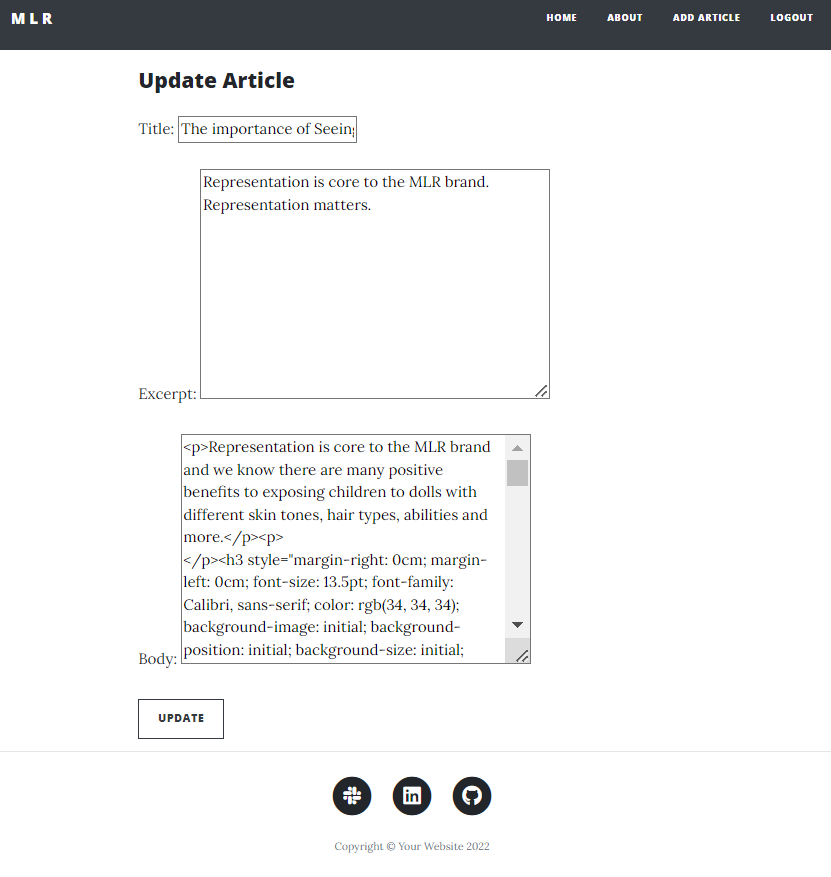 MLR
HOME ABOUT ADD ARTICLE LOGOUT
Update Article
Title: The importance of Seeing
Representation is core to the MLR brand.
Representation matters.
Excerpt:
<p>Representation is core to the MLR brand
and we know there are many positive
benefits to exposing children to dolls with
different skin tones, hair types, abilities and
more.</p><p>
</p><h3 style="margin-right: 0cm; margin-
left: 0cm; font-size: 13.5pt; font-family:
Calibri, sans-serif; color: rgb(34, 34, 34);
background-image: initial; background-
position: initial; background-size: initial;
Body:
UPDATE
in
Copyright © Your Website 2022